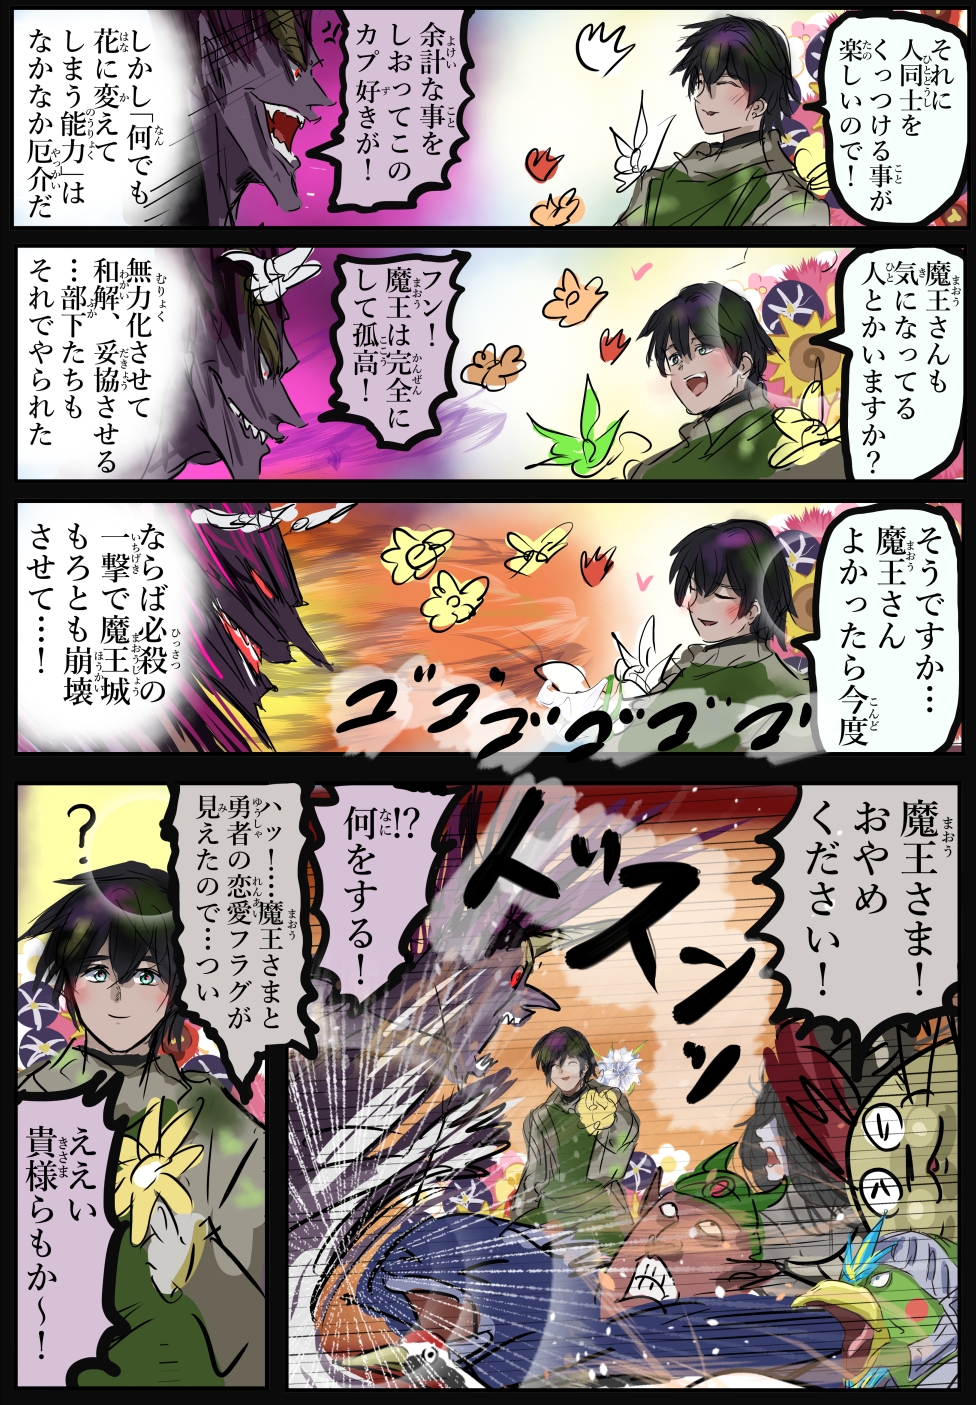 それに
人同士を
くっつける事が
楽しいので！
余計な事を
しおってこの
カプ好きが！
しかし「何でも
花に変えて
しまう能力」は
なかなか厄介だ
魔王さんも
気になってる
人とかいますか？
フン！
魔王は完全に
して孤高！
無力化させて
和解、妥協させる
…部下たちも
それでやられた
そうですか…
魔王さん
よかったら今度
ゴゴゴゴゴゴ
ならば必殺の
一撃で魔王城
もろとも崩壊
させて…！
魔王さま！
おやめ
ください！
ドスンッ
!?
何をする！
ハッ！…魔王さまと
勇者の恋愛フラグが
見えたので…つい
？
ええい
貴様らもか～！